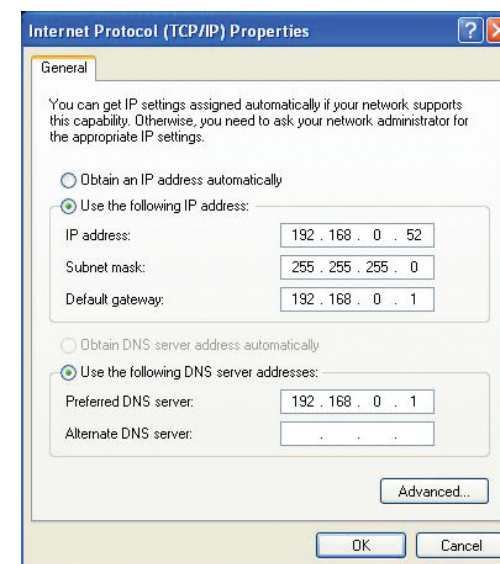 Internet Protocol (TCP/IP) Properties
General
You can get IP settings assigned automatically if your network supports
this capability. Otherwise, you need to ask your network administrator for
the appropriate IP settings.
Obtain an IP address automatically
Use the following IP address:
IP address: 192 . 168 . 0 . 52
Subnet mask: 255 . 255 . 255 . 0
Default gateway: 192 . 168 . 0 . 1
Obtain DNS server address automatically
Use the following DNS server addresses:
Preferred DNS server: 192 . 168 . 0 . 1
Alternate DNS server: . . .
Advanced...
OK Cancel